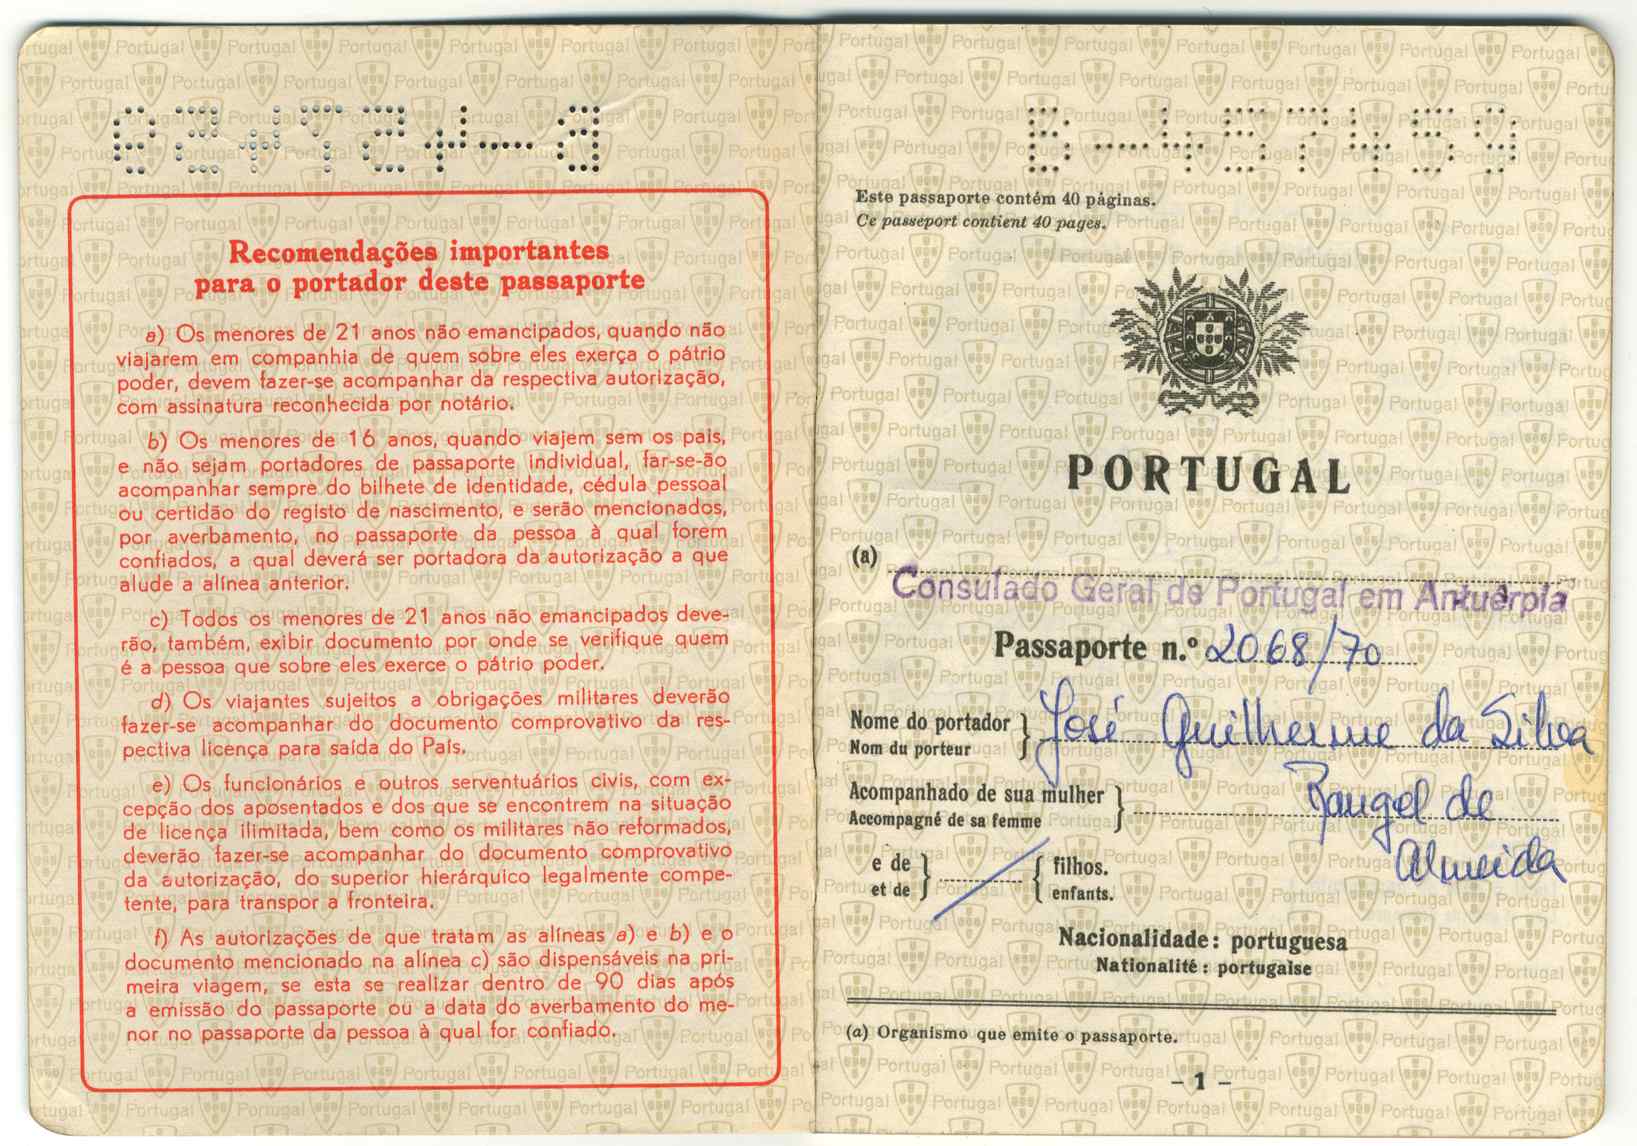 B-457459
Recomendações importantes
para o portador deste passaporte
a) Os menores de 21 anos não emancipados, quando não
viajarem em companhia de quem sobre eles exerça o pátrio
poder, devem fazer-se acompanhar da respectiva autorização,
com assinatura reconhecida por notário.
b) Os menores de 16 anos, quando viajem sem os pais,
e não sejam portadores de passaporte individual, far-se-ão
acompanhar sempre do bilhete de identidade, cédula pessoal
ou certidão do registo de nascimento, e serão mencionados,
por averbamento, no passaporte da pessoa à qual forem
confiados, a qual deverá ser portadora da autorização a que
alude a alínea anterior.
c) Todos os menores de 21 anos não emancipados deve-
rão, também, exibir documento por onde se verifique quem
é a pessoa que sobre eles exerce o pátrio poder.
d) Os viajantes sujeitos a obrigações militares deverão
fazer-se acompanhar do documento comprovativo da res-
pectiva licença para saída do País.
e) Os funcionários e outros serventuários civis, com ex-
cepção dos aposentados e dos que se encontrem na situação
de licença ilimitada, bem como os militares não reformados,
deverão fazer-se acompanhar do documento comprovativo
da autorização, do superior hierárquico legalmente compe-
tente, para transpor a fronteira.
f) As autorizações de que tratam as alíneas a) e b) e o
documento mencionado na alínea c) são dispensáveis na pri-
meira viagem, se esta se realizar dentro de 90 dias após
a emissão do passaporte ou a data do averbamento do me-
nor no passaporte da pessoa à qual for confiado.
B-457459
Este passaporte contém 40 páginas.
Ce passeport contient 40 pages.
PORTUGAL
(a)
Consulado Geral de Portugal em Antuérpia
Passaporte n.º 2068/70
Nome do portador } José Guilherme da Silva
Nom du porteur
Acompanhado de sua mulher } Rangel de
Accompagné de sa femme
Almeida
e de } { filhos.
et de enfants.
Nacionalidade: portuguesa
Nationalité: portugaise
(a) Organismo que emite o passaporte.
– 1 –